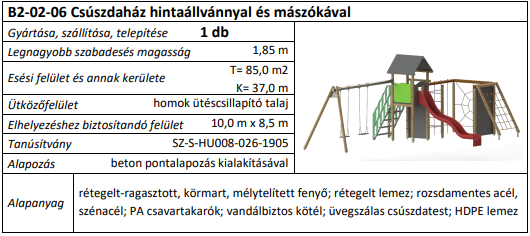 B2-02-06 Csúszdaház hintaállvánnyal és mászókával
Gyártása, szállítása, telepítése 1 db
Legnagyobb szabadesés magasság 1,85 m
Esési felület és annak kerülete T= 85,0 m2
K= 37,0 m
Ütközőfelület homok ütéscsillapító talaj
Elhelyezéshez biztosítandó felület 10,0 m x 8,5 m
Tanúsítvány SZ-S-HU008-026-1905
Alapozás beton pontalapozás kialakításával
Alapanyag rétegelt-ragasztott, körmart, mélytelített fenyő; rétegelt lemez; rozsdamentes acél,
szénacél; PA csavartakarók; vandálbiztos kötél; üvegszálas csúszdatest; HDPE lemez